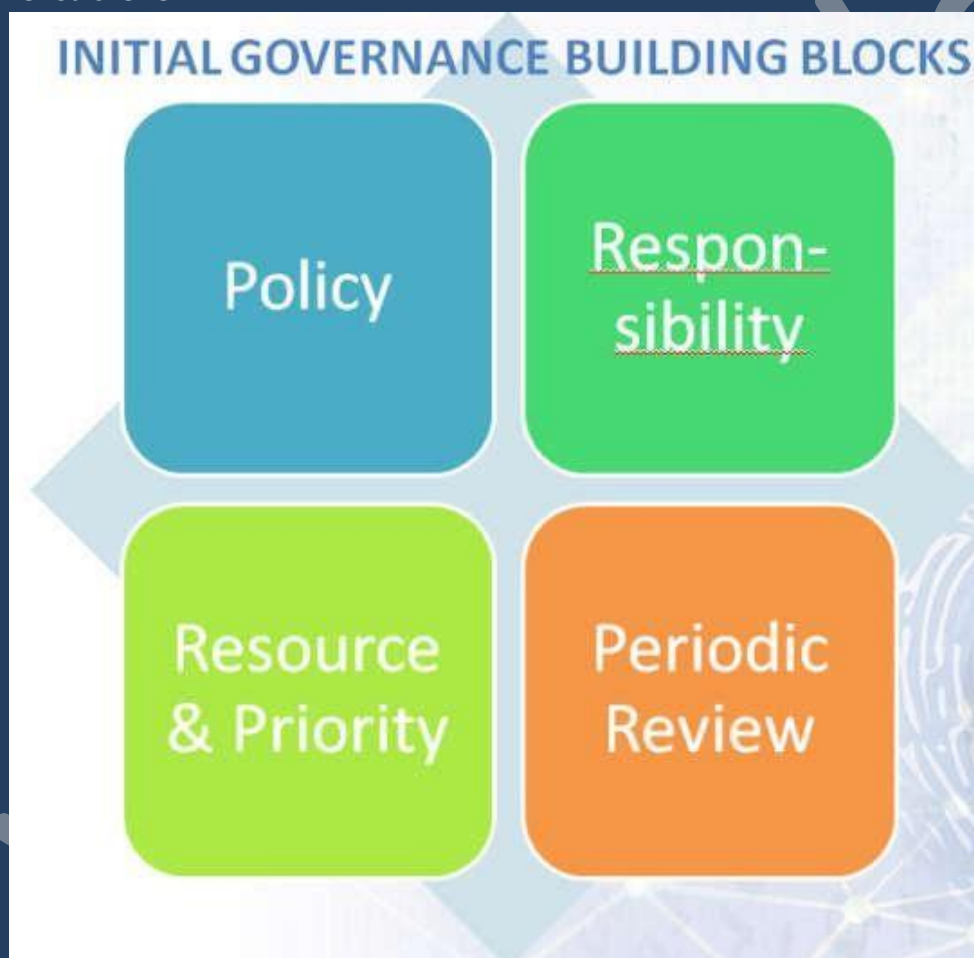 INITIAL GOVERNANCE BUILDING BLOCKS
Policy
Respon-
sibility
Resource
& Priority
Periodic
Review